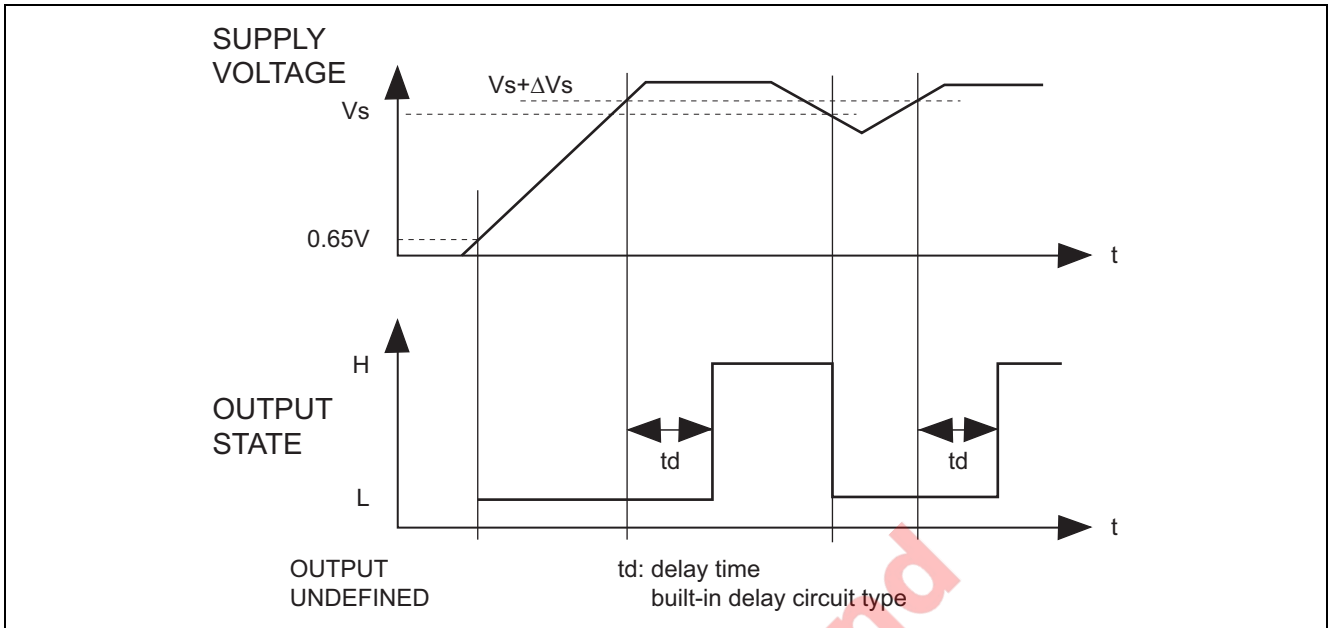 SUPPLY
VOLTAGE
Vs+ΔVs
Vs
0.65V
t
H
OUTPUT
STATE
td
td
L
t
OUTPUT
UNDEFINED
td: delay time
built-in delay circuit type
nd